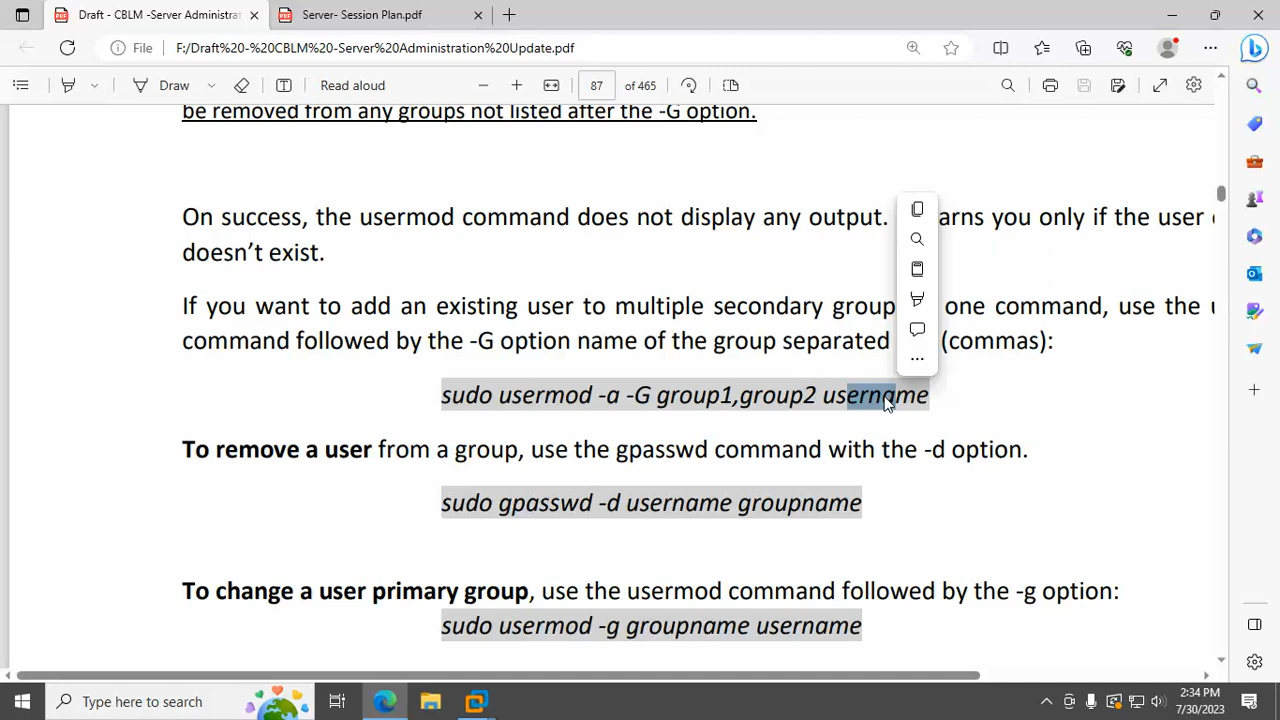 Draft - CBLM -Server Administra
Server- Session Plan.pdf
File
F:/Draft%20-%20CBLM%20-Server%20Administration%20Update.pdf
Draw
Read aloud
87 of 465
be removed from any groups not listed after the -G option.
On success, the usermod command does not display any output. arns you only if the user
doesn't exist.
If you want to add an existing user to multiple secondary group one command, use the u
command followed by the -G option name of the group separated (commas):
sudo usermod -a -G group1,group2 username
To remove a user from a group, use the gpasswd command with the -d option.
sudo gpasswd -d username groupname
To change a user primary group, use the usermod command followed by the -g option:
sudo usermod -g groupname username
Type here to search
2:34 PM
7/30/2023